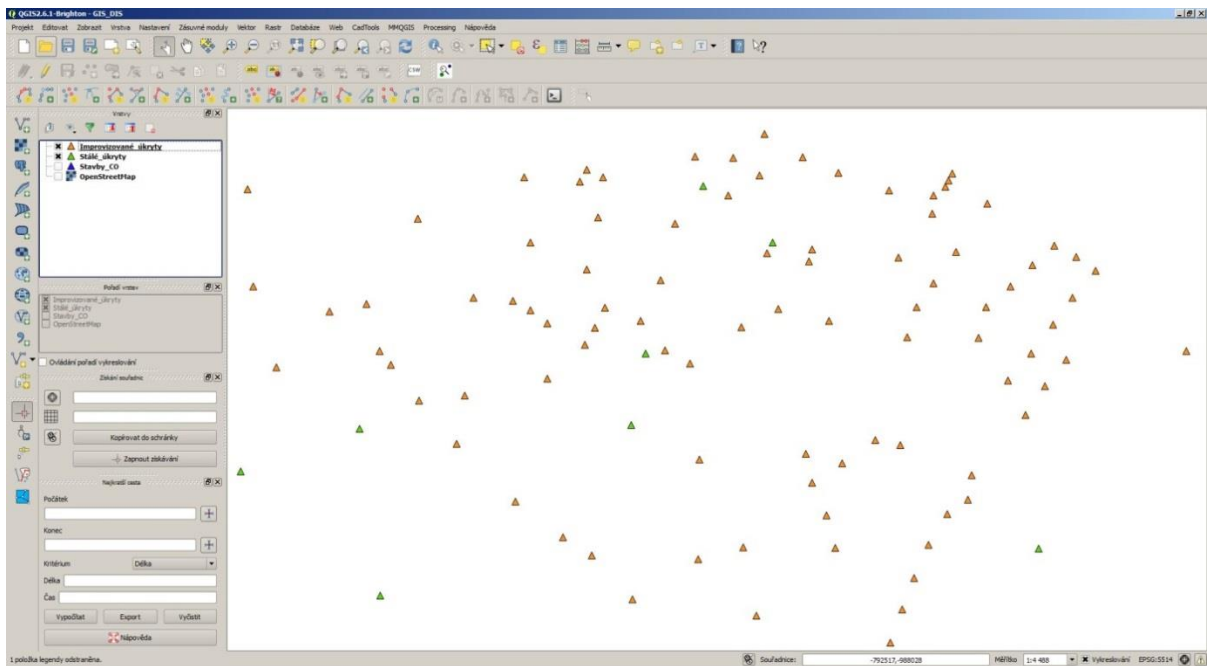 QGIS2.6.1-Brighton - GIS_DIS
Projekt Editovat Zobrazit Vrstva Nastavení Zásuvné moduly Vektor Rastr Databáze Web CadTools MMQGIS Processing Nápověda
abc
CSW
Vrstvy
Improvizované_úkryty
Stálé_úkryty
Stavby_CO
OpenStreetMap
Pořadí vrstev
Improvizované_úkryty
Stálé_úkryty
Stavby_CO
OpenStreetMap
Ovládání pořadí vykreslování
Získání souřadnic
Kopírovat do schránky
Zapnout získávání
Nejkratší cesta
Počátek
Konec
Kritérium Délka
Délka
Čas
Vypočítat Export Vyčistit
Nápověda
1 položka legendy odstraněna.
Souřadnice: -792517,-988028 Měřítko 1:4 488 Vykreslování EPSG:5514